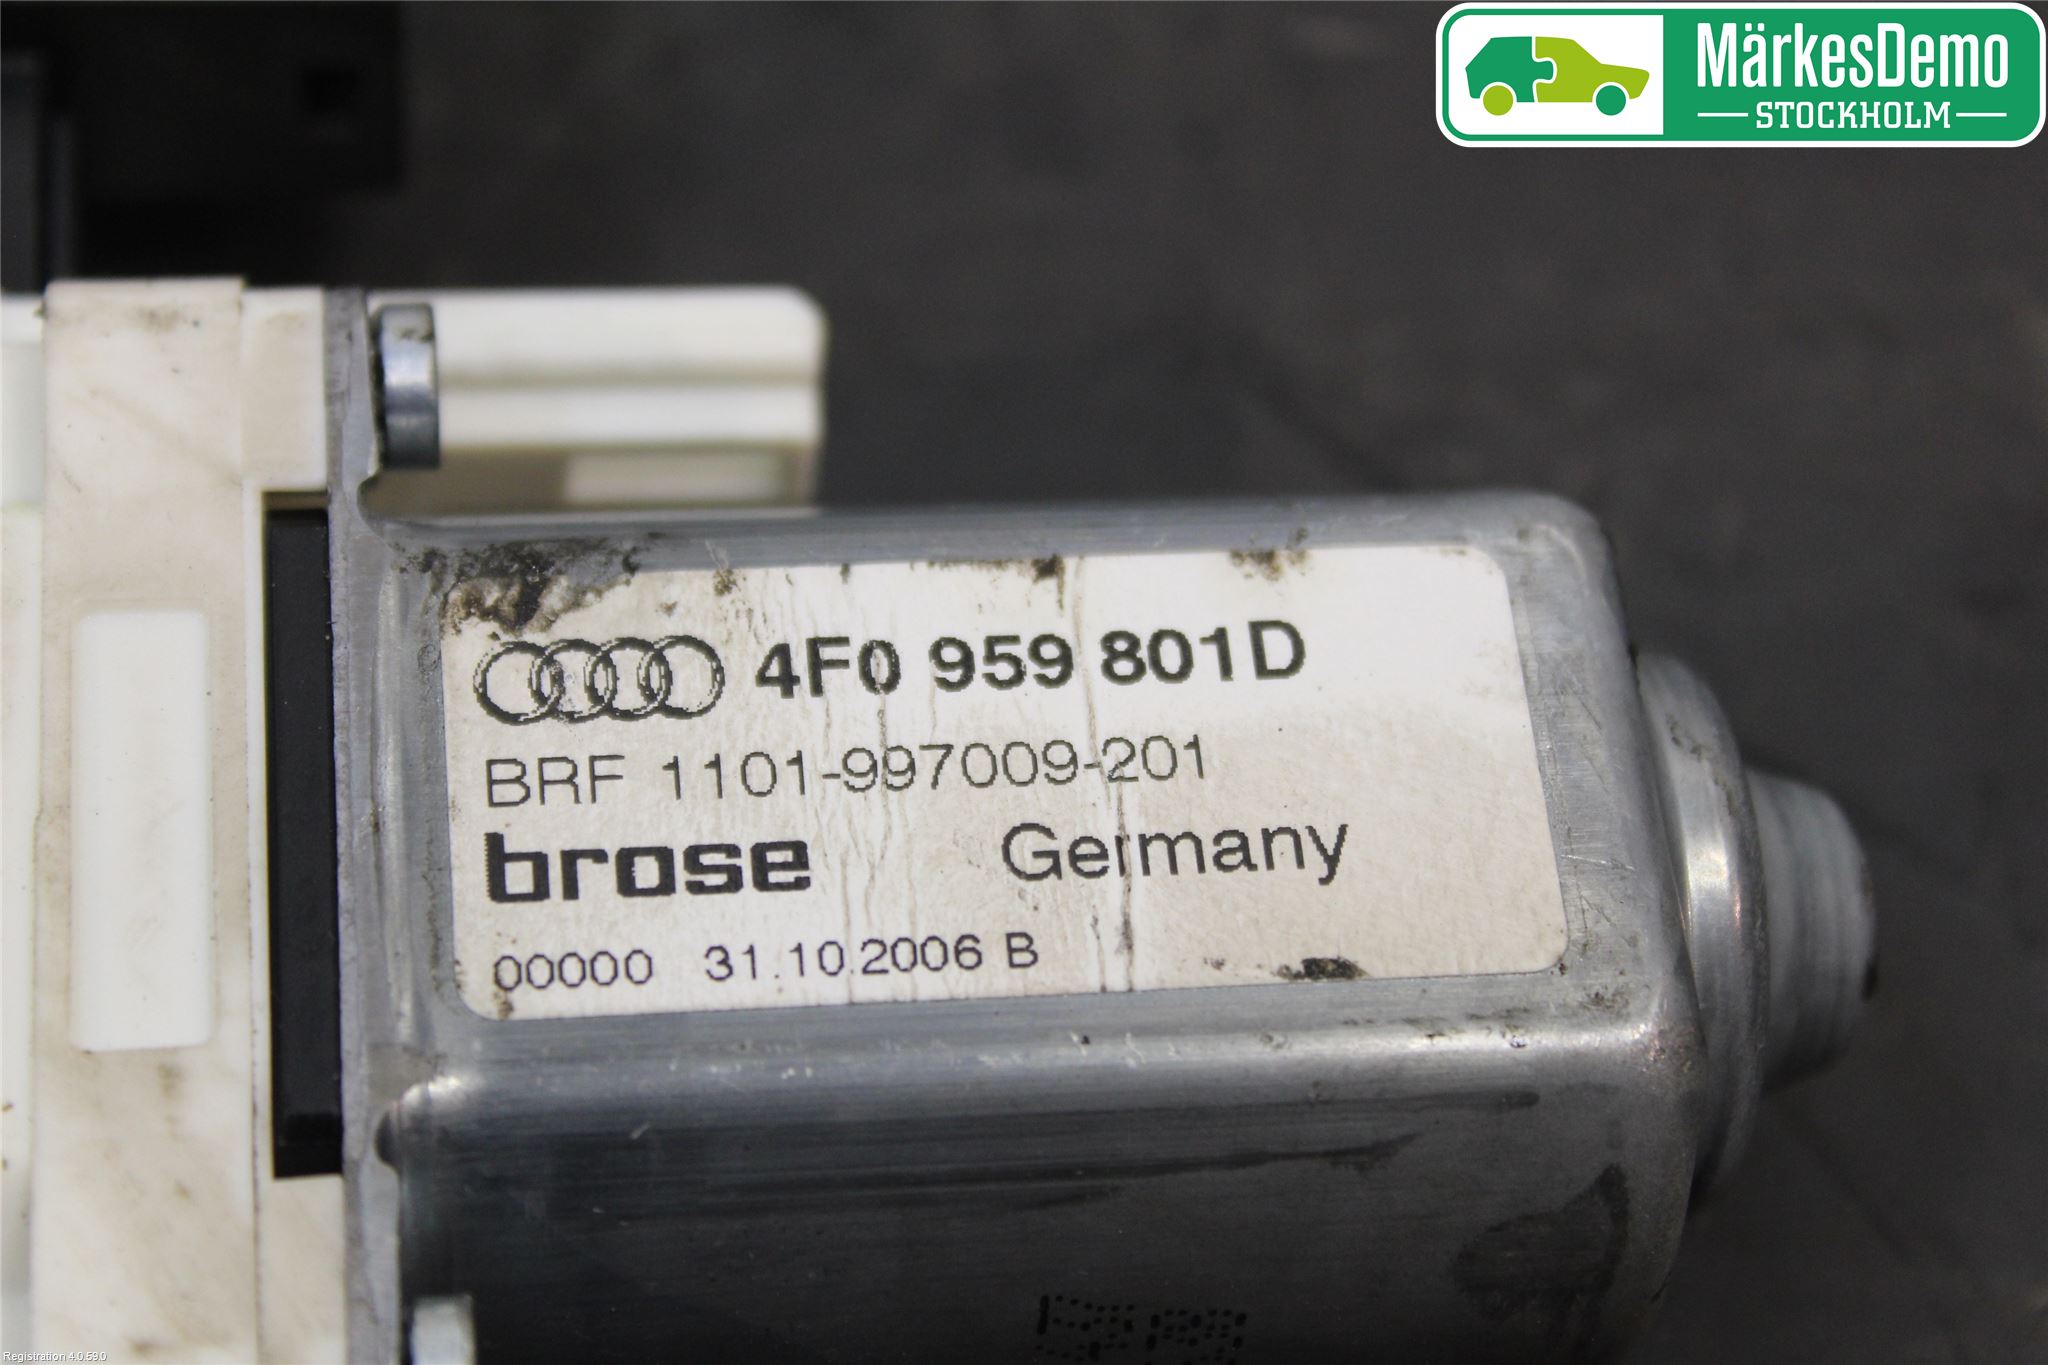 MärkesDemo
STOCKHOLM
4F0 959 801D
BRF 1101-997009-201
brose Germany
00000 31.10.2006 B
Registration 4.0.59.0